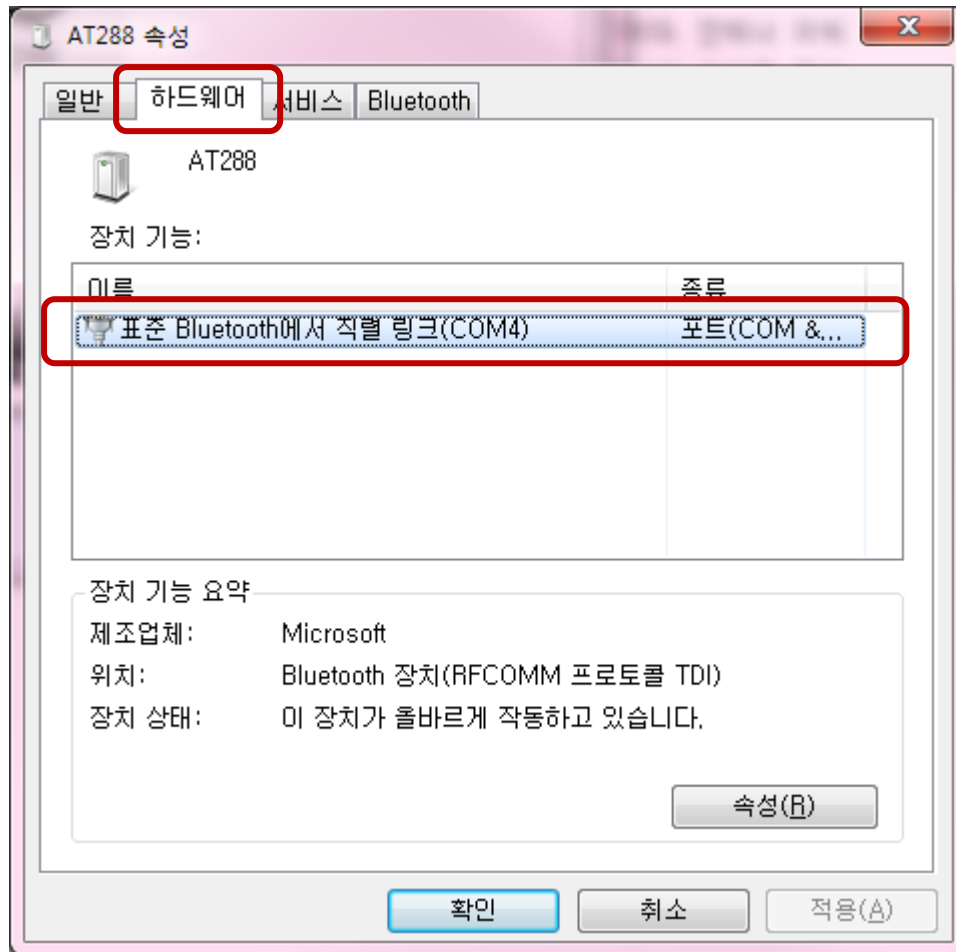 AT288 속성
일반 하드웨어 서비스 Bluetooth
AT288
장치 기능:
이름 종류
표준 Bluetooth에서 직렬 링크(COM4) 포트(COM &...
장치 기능 요약
제조업체: Microsoft
위치: Bluetooth 장치(RFCOMM 프로토콜 TDI)
장치 상태: 이 장치가 올바르게 작동하고 있습니다.
속성(R)
확인 취소 적용(A)